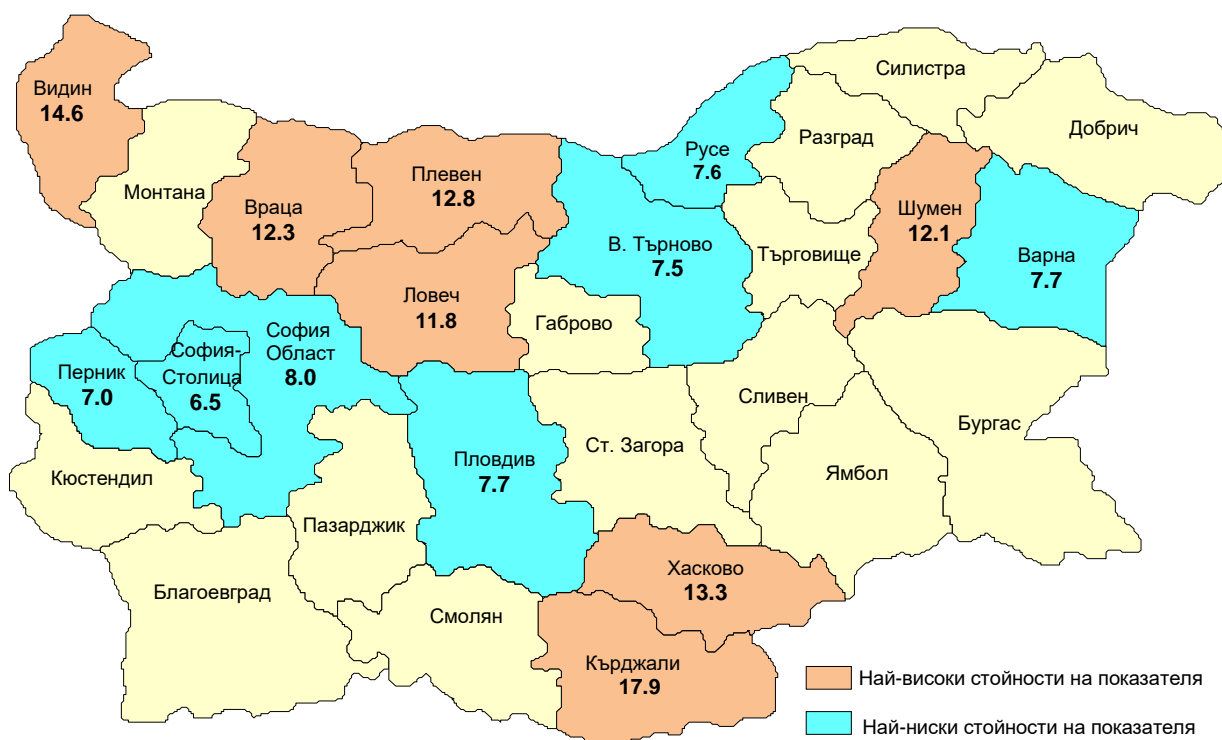 Видин
14.6
Монтана
Враца
12.3
Плевен
12.8
Ловеч
11.8
Габрово
В. Търново
7.5
Русе
7.6
Силистра
Разград
Добрич
Търговище
Шумен
12.1
Варна
7.7
Перник
7.0
София-
Столица
6.5
София
Област
8.0
Кюстендил
Благоевград
Пазарджик
Пловдив
7.7
Смолян
Ст. Загора
Сливен
Ямбол
Бургас
Хасково
13.3
Кърджали
17.9
Най-високи стойности на показателя
Най-ниски стойности на показателя